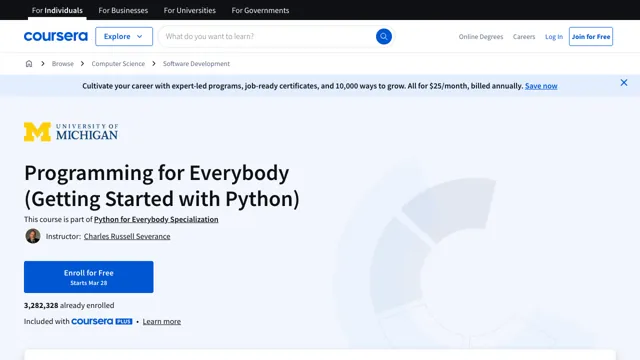 For Individuals For Businesses For Universities For Governments
coursera Explore What do you want to learn? Online Degrees Careers Log In Join for Free
Browse Computer Science Software Development
Cultivate your career with expert-led programs, job-ready certificates, and 10,000 ways to grow. All for $25/month, billed annually. Save now
M UNIVERSITY OF
MICHIGAN
Programming for Everybody
(Getting Started with Python)
This course is part of Python for Everybody Specialization
Instructor: Charles Russell Severance
Enroll for Free
Starts Mar 28
3,282,328 already enrolled
Included with coursera PLUS • Learn more